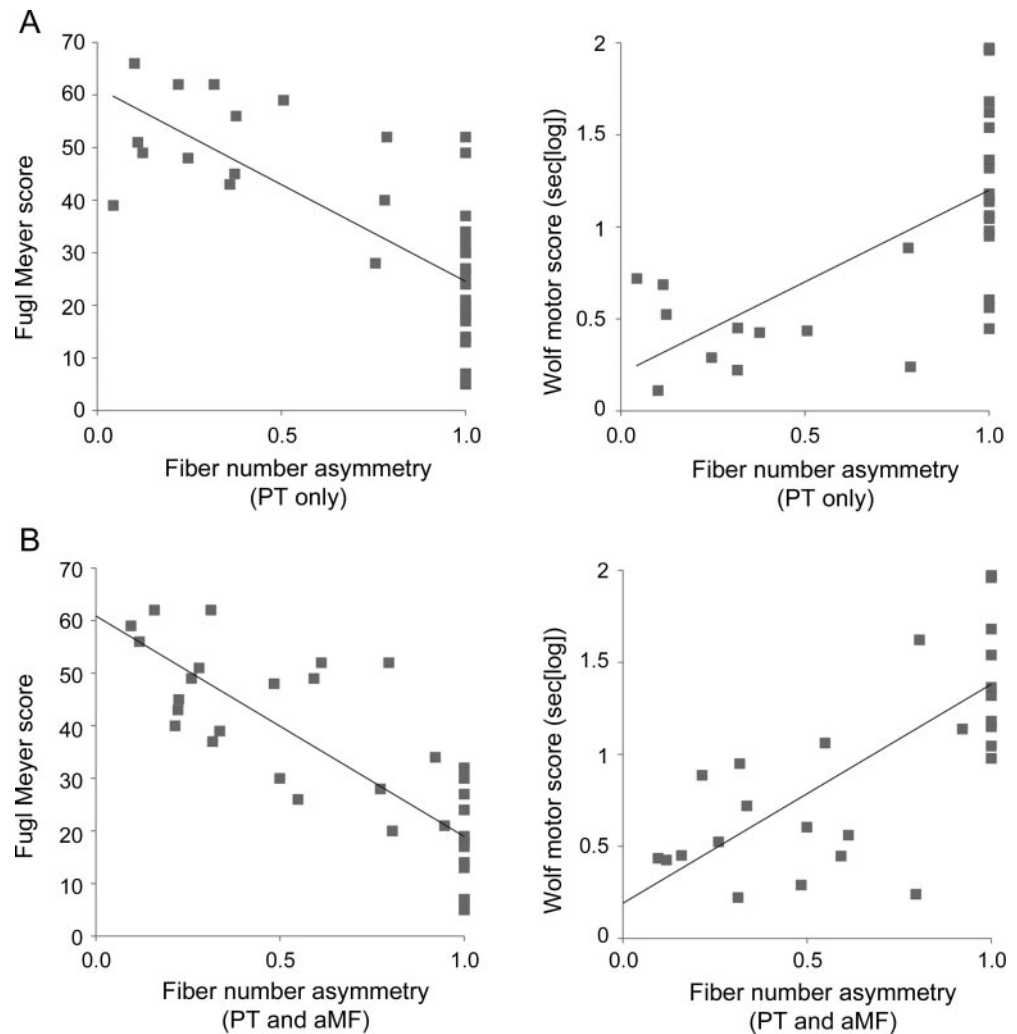 A
70
60
50
40
30
20
10
0
0.0 0.5 1.0
Fugl Meyer score
Fiber number asymmetry
(PT only)
2
1.5
1
0.5
0
0.0 0.5 1.0
Wolf motor score (sec[log])
Fiber number asymmetry
(PT only)
B
70
60
50
40
30
20
10
0
0.0 0.5 1.0
Fugl Meyer score
Fiber number asymmetry
(PT and aMF)
2
1.5
1
0.5
0
0.0 0.5 1.0
Wolf motor score (sec[log])
Fiber number asymmetry
(PT and aMF)